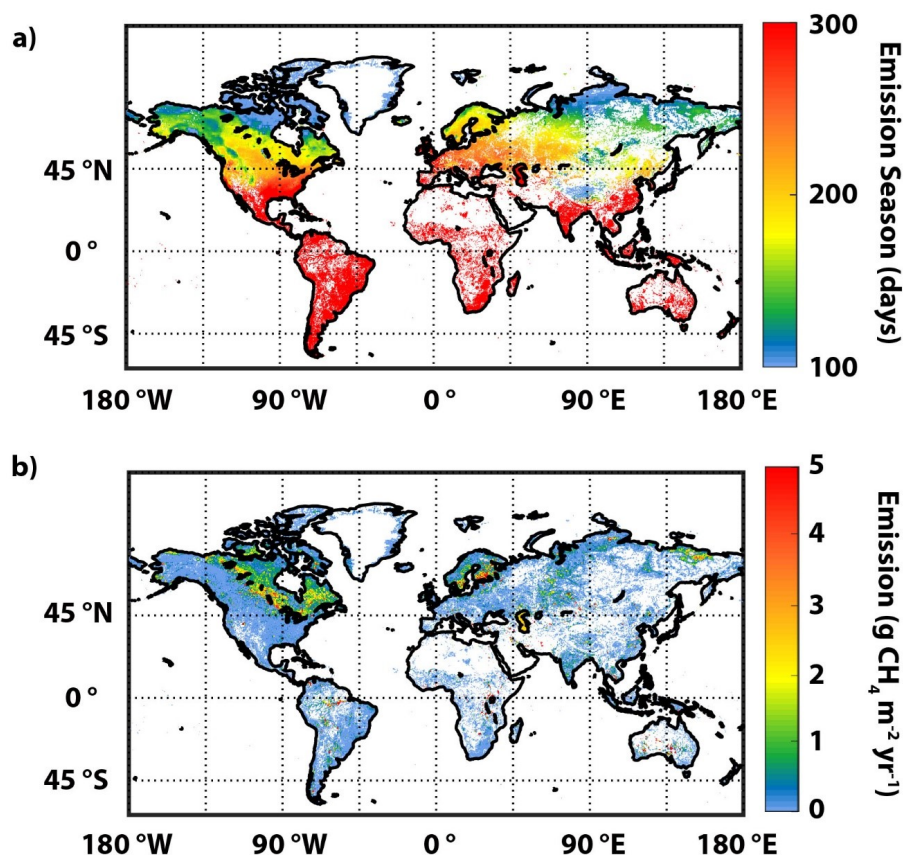 a)
45 °N
0 °
45 °S
180 °W 90 °W 0 ° 90 °E 180 °E
300
200
100
Emission Season (days)
b)
45 °N
0 °
45 °S
180 °W 90 °W 0 ° 90 °E 180 °E
5
4
3
2
1
0
Emission (g CH₄ m⁻² yr⁻¹)